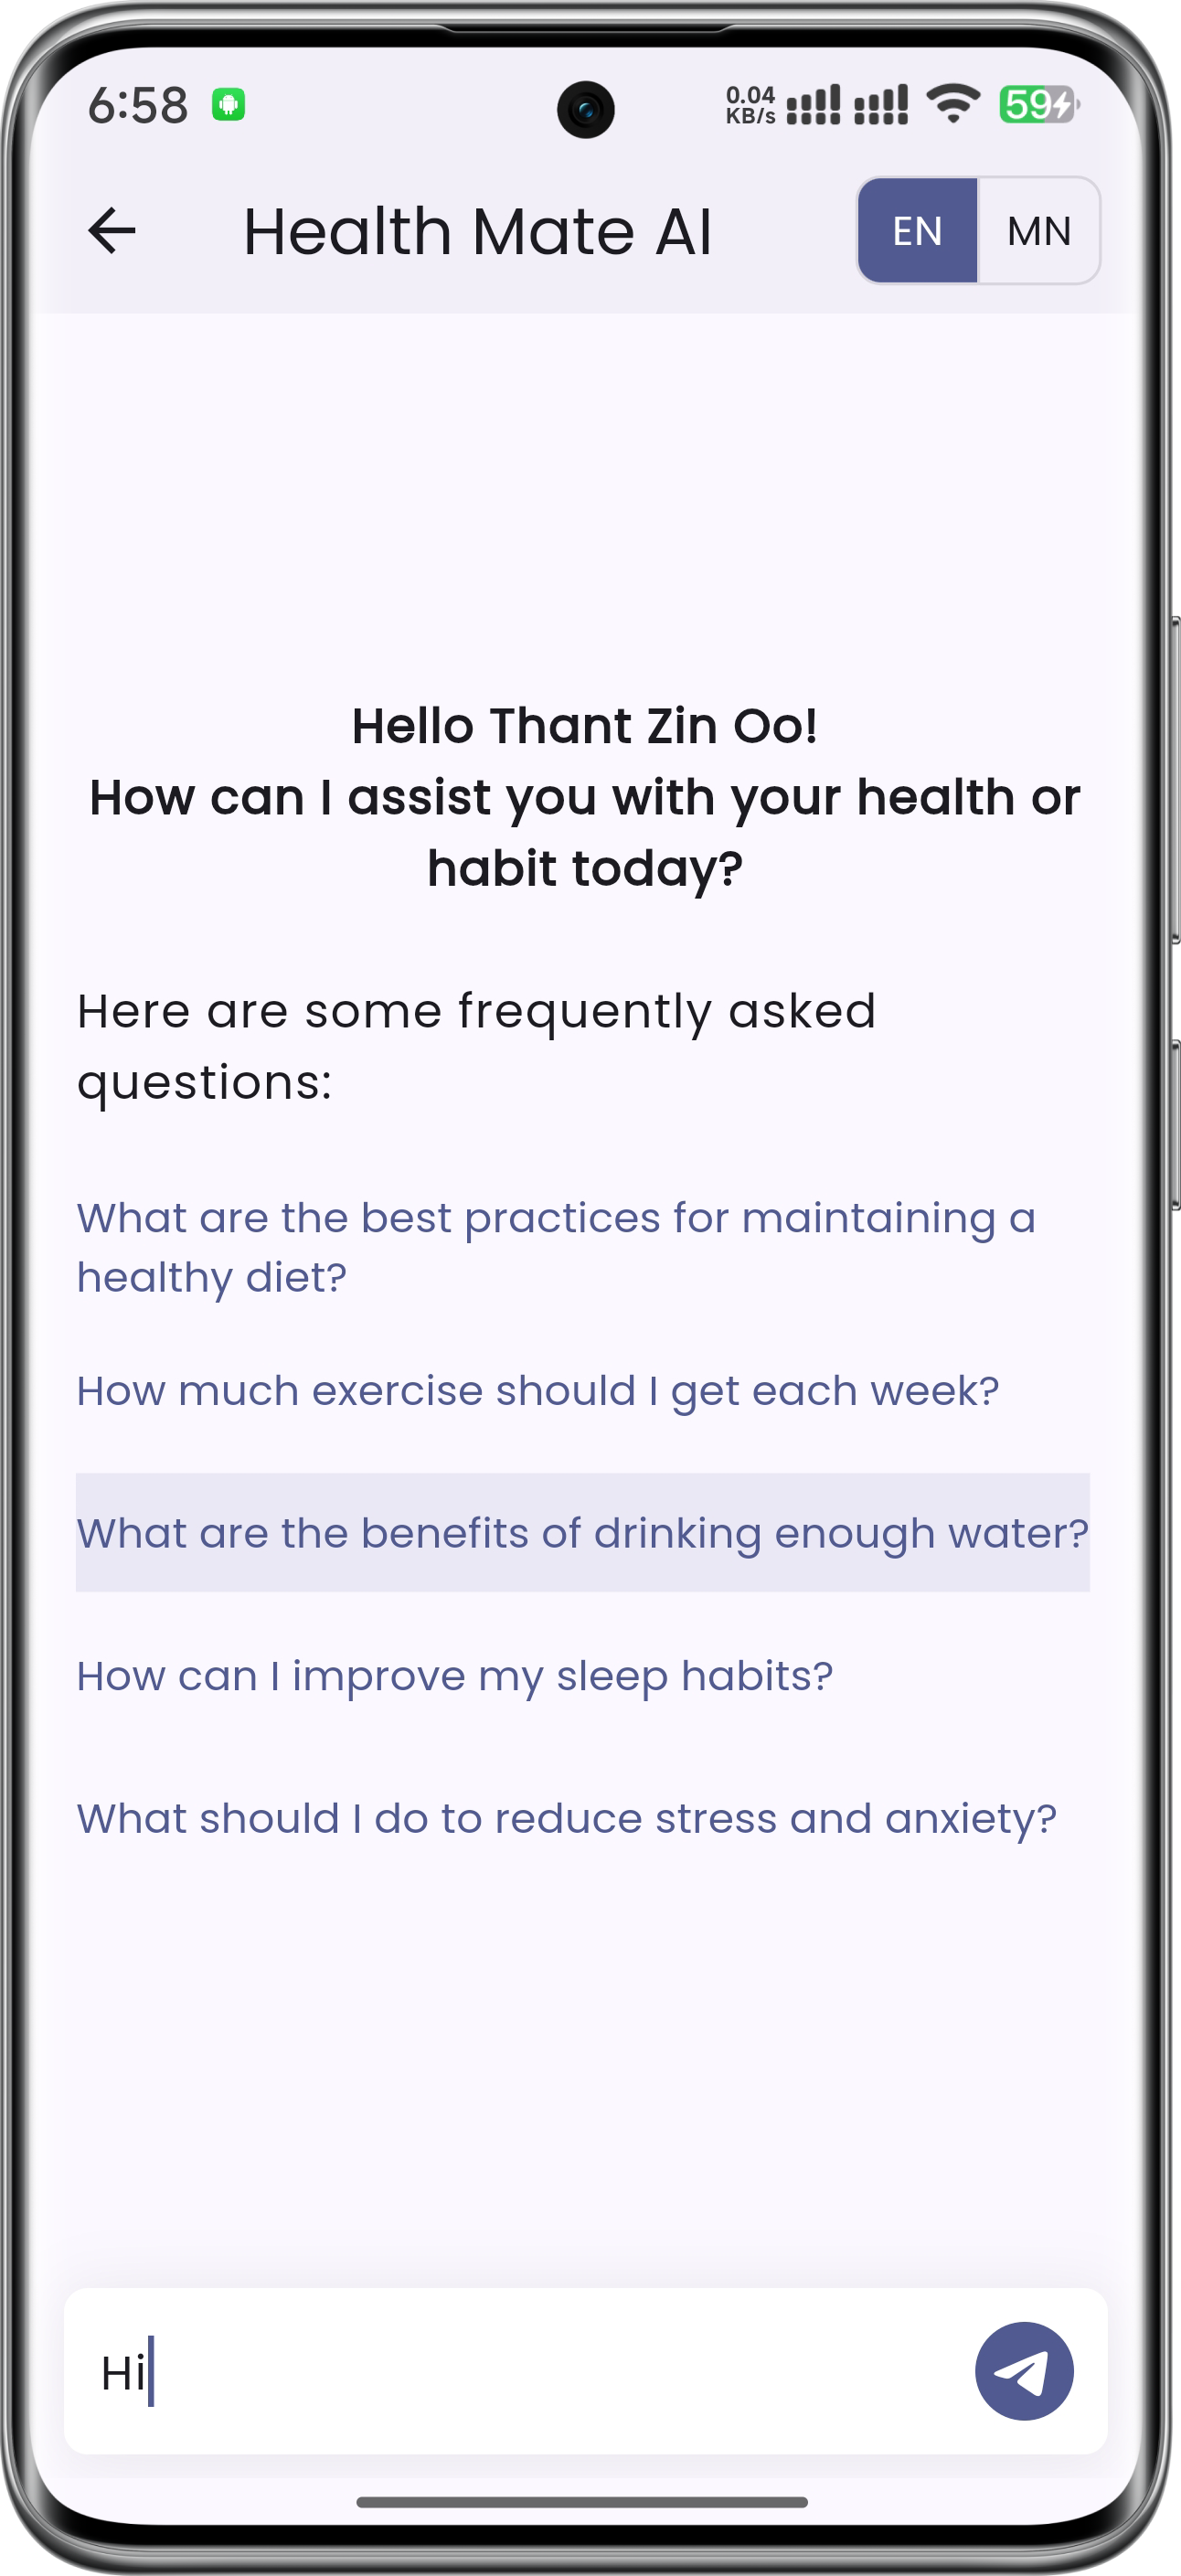 6:58
0.04
KB/s
59
Health Mate AI
EN
MN
Hello Thant Zin Oo!
How can I assist you with your health or
habit today?
Here are some frequently asked
questions:
What are the best practices for maintaining a
healthy diet?
How much exercise should I get each week?
What are the benefits of drinking enough water?
How can I improve my sleep habits?
What should I do to reduce stress and anxiety?
Hi